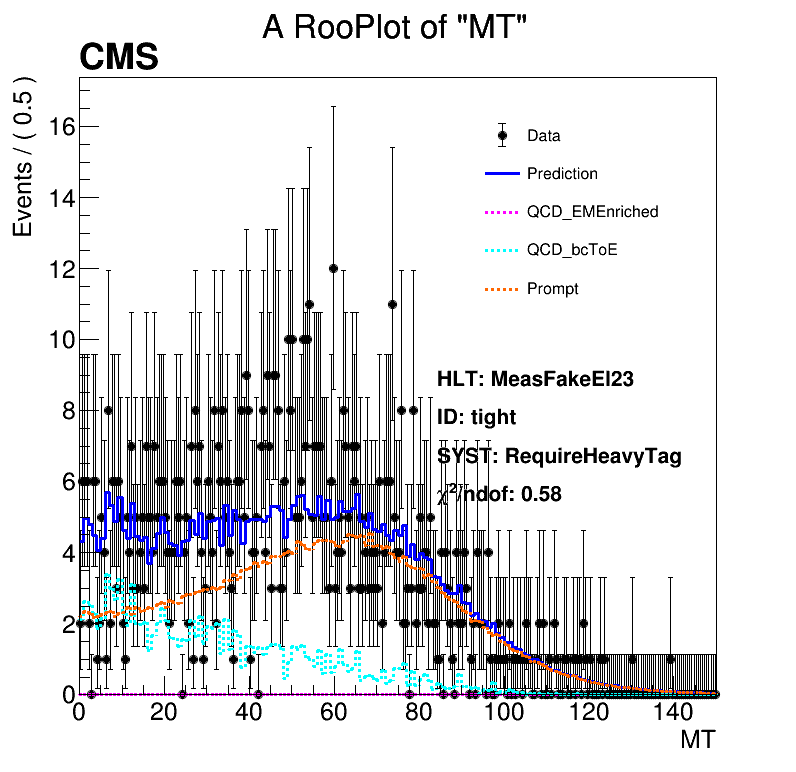 A RooPlot of "MT"
CMS
Events / ( 0.5 )
16
14
12
10
8
6
4
2
0
Data
Prediction
QCD_EMEnriched
QCD_bcToE
Prompt
HLT: MeasFakeEl23
ID: tight
SYST: RequireHeavyTag
χ²/ndof: 0.58
0 20 40 60 80 100 120 140
MT